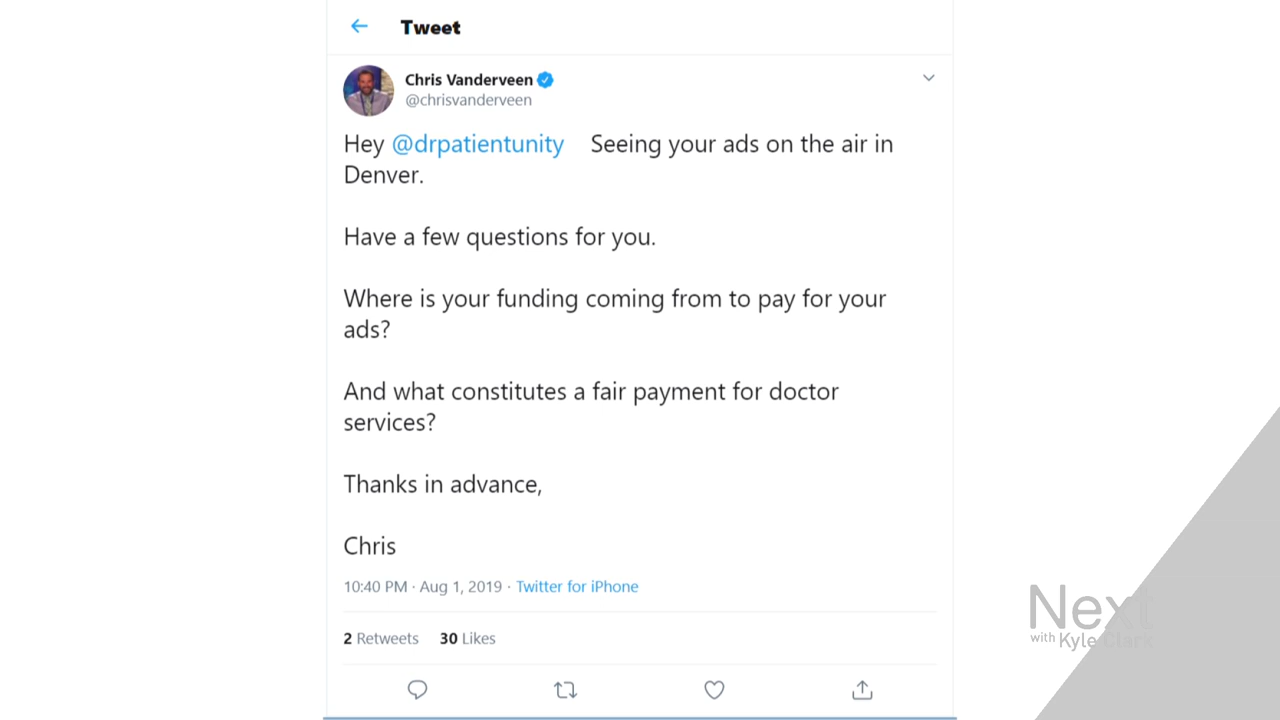 Tweet
Chris Vanderveen
@chrisvanderveen
Hey @drpatientunity Seeing your ads on the air in
Denver.
Have a few questions for you.
Where is your funding coming from to pay for your
ads?
And what constitutes a fair payment for doctor
services?
Thanks in advance,
Chris
10:40 PM · Aug 1, 2019 · Twitter for iPhone
2 Retweets 30 Likes
Next
with Kyle Clark